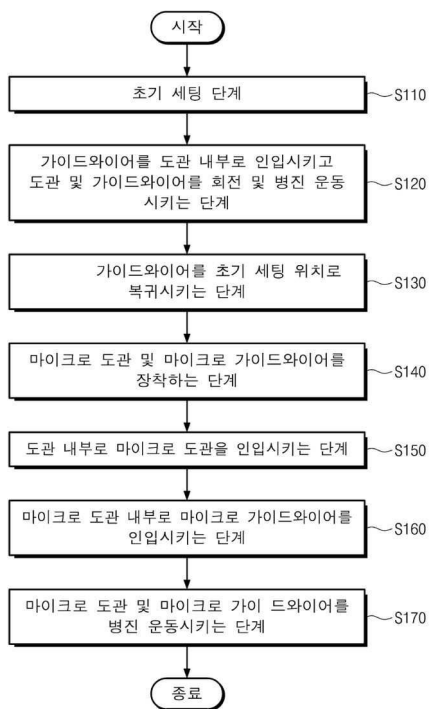 시작
초기 세팅 단계
S110
가이드와이어를 도관 내부로 인입시키고
도관 및 가이드와이어를 회전 및 병진 운동
시키는 단계
S120
가이드와이어를 초기 세팅 위치로
복귀시키는 단계
S130
마이크로 도관 및 마이크로 가이드와이어를
장착하는 단계
S140
도관 내부로 마이크로 도관을 인입시키는 단계
S150
마이크로 도관 내부로 마이크로 가이드와이어를
인입시키는 단계
S160
마이크로 도관 및 마이크로 가이 드와이어를
병진 운동시키는 단계
S170
종료